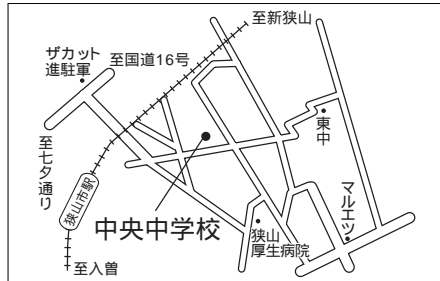 至新狭山
ザカット
進駐軍
至国道16号
至七夕通り
狭山市駅
中央中学校
東中
マルエツ
狭山
厚生病院
至入曽